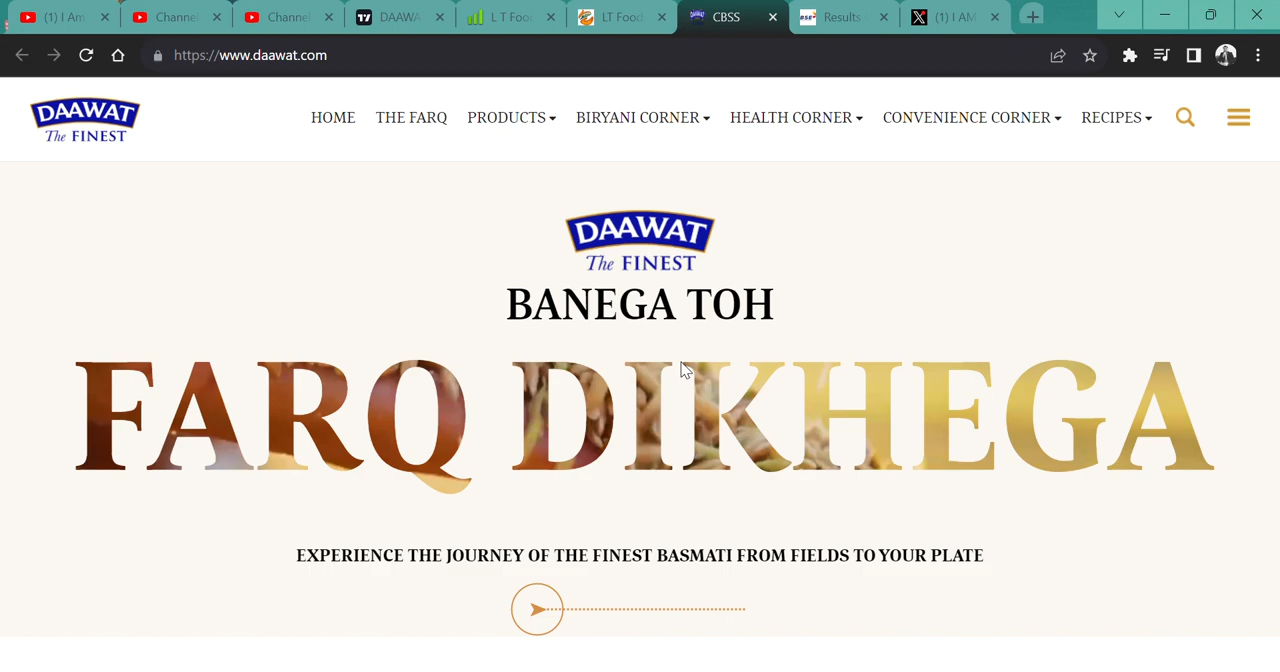 (1) I Am
Channel
Channel
DAAWA
L T Foo
LT Food
CBSS
Results
(1) I AM
https://www.daawat.com
DAAWAT
The FINEST
HOME
THE FARQ
PRODUCTS
BIRYANI CORNER
HEALTH CORNER
CONVENIENCE CORNER
RECIPES
DAAWAT
The FINEST
BANEGA TOH
FARQ DIKHEGA
EXPERIENCE THE JOURNEY OF THE FINEST BASMATI FROM FIELDS TO YOUR PLATE